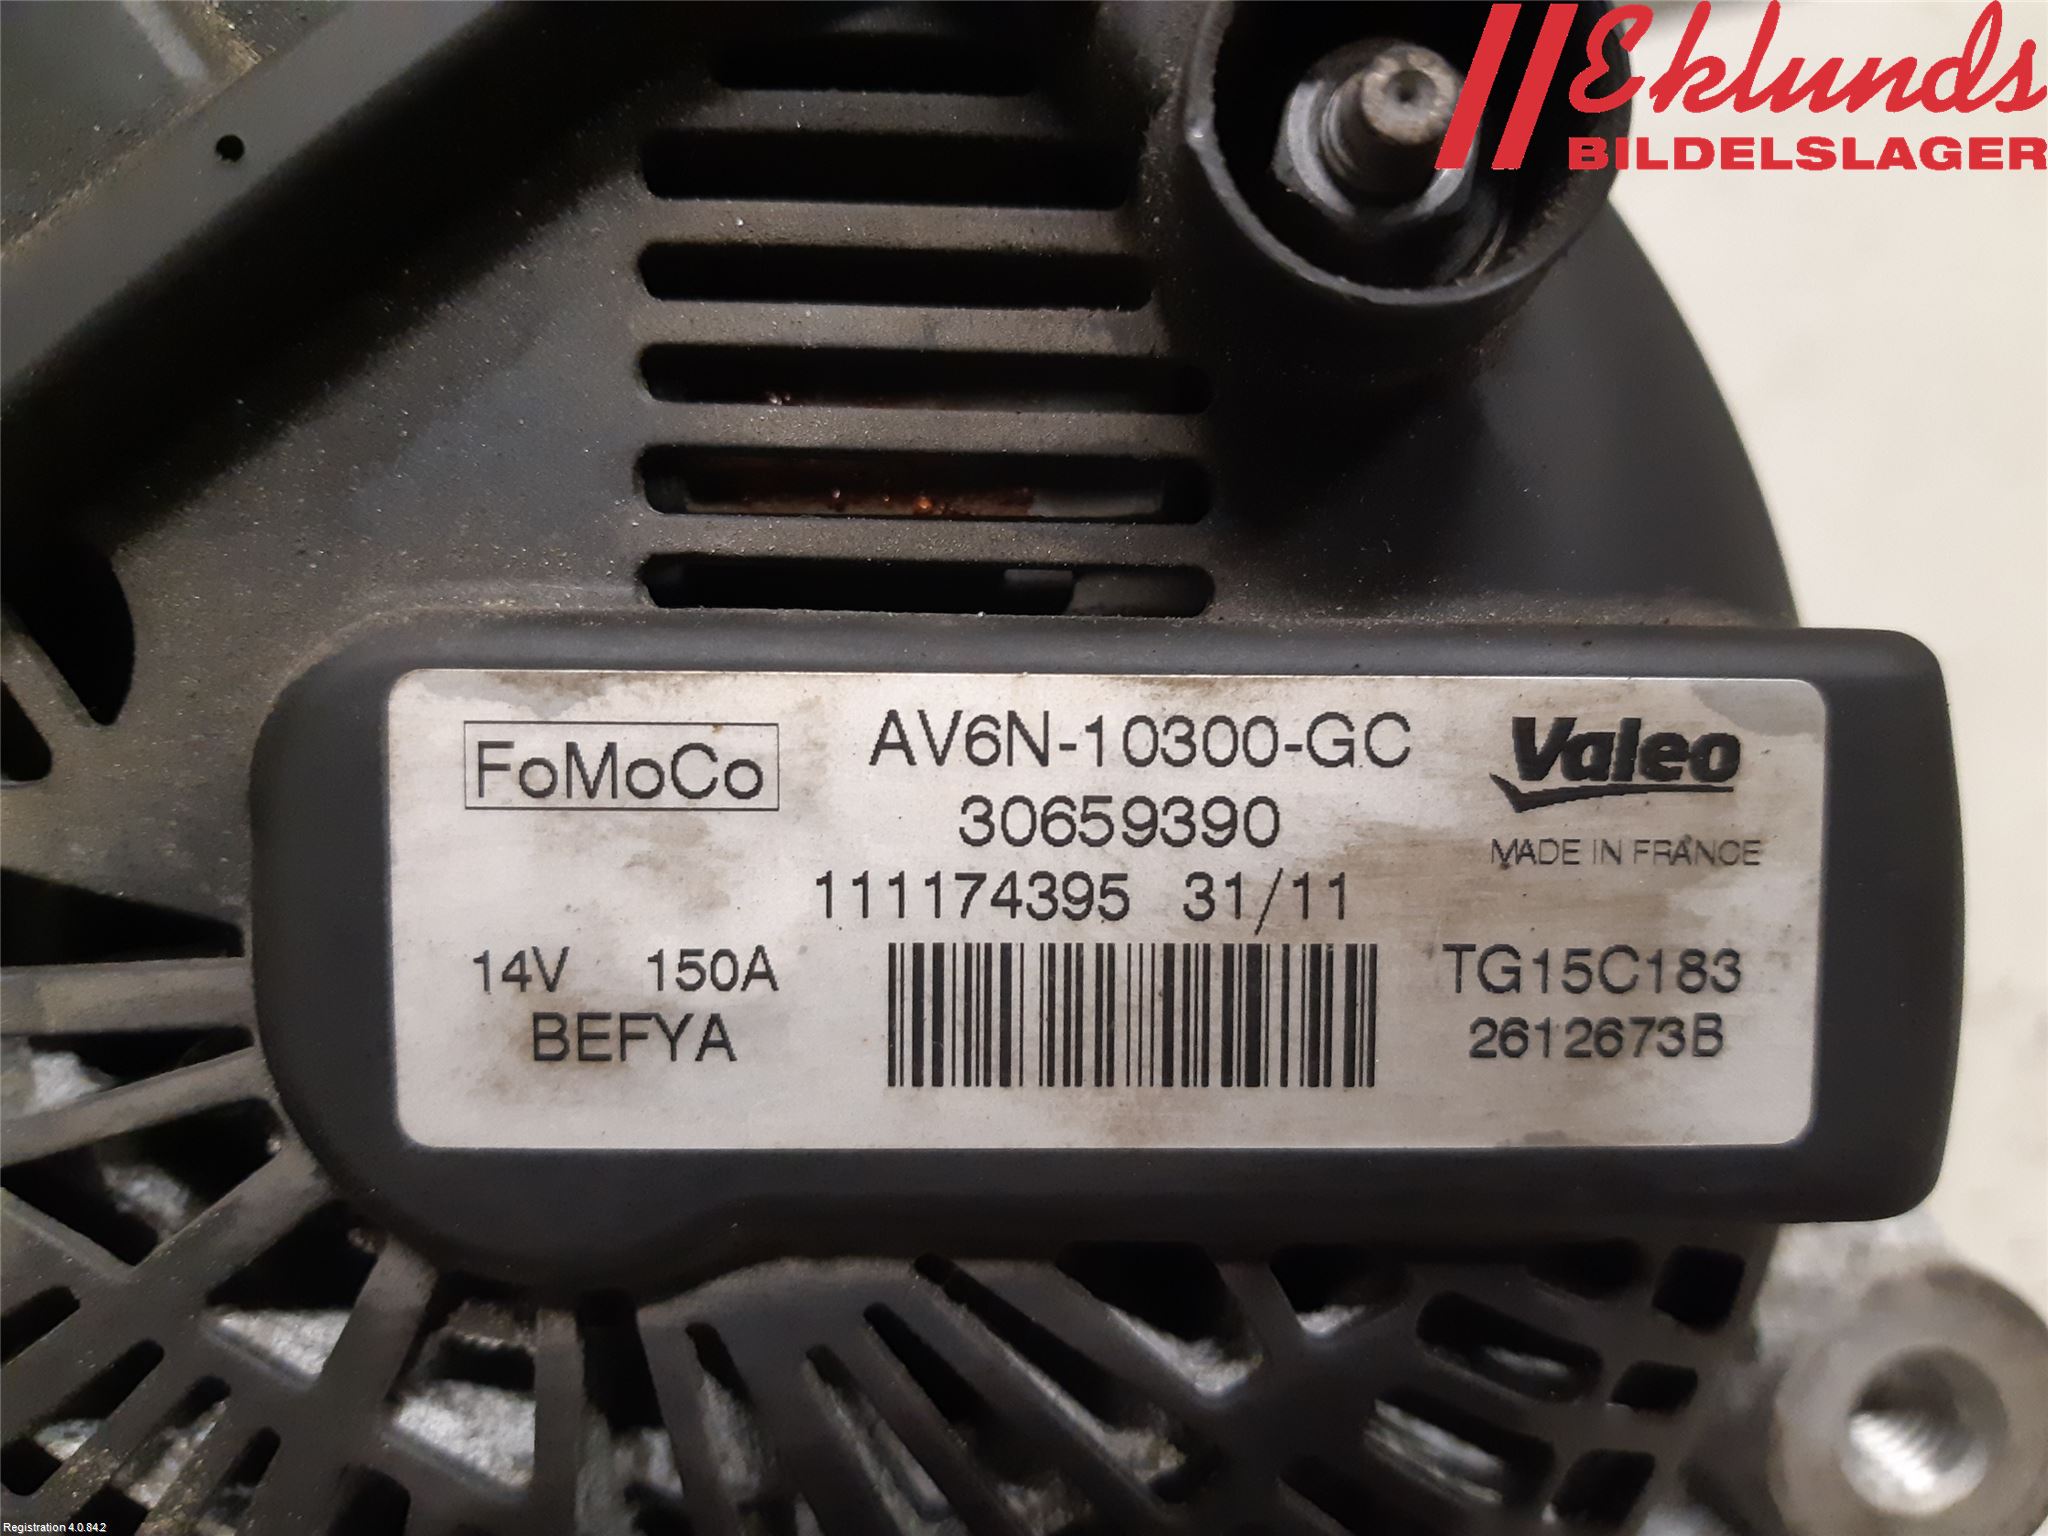 Eklunds
BILDELSLAGER
FoMoCo
AV6N-10300-GC
30659390
111174395 31/11
Valeo
MADE IN FRANCE
14V 150A
BEFYA
TG15C183
2612673B
Registration 4.0.84.2